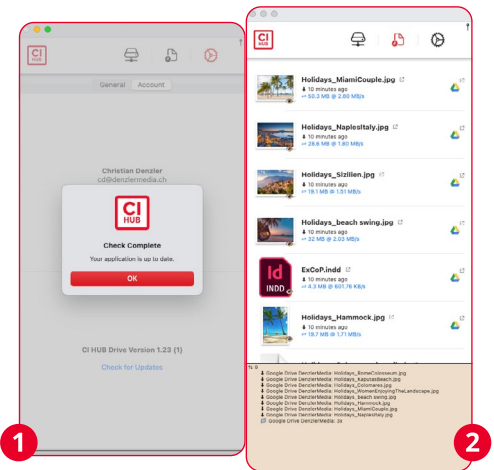 CI
HUB
General Account
Christian Denzler
cd@denzlermedia.ch
CI
HUB
Check Complete
Your application is up to date.
OK
CI HUB Drive Version 1.23 (1)
Check for Updates
1
CI
HUB
Holidays_MiamiCouple.jpg
10 minutes ago
50.3 MB @ 2.80 MB/s
Holidays_NaplesItaly.jpg
10 minutes ago
28.6 MB @ 1.80 MB/s
Holidays_Sizilien.jpg
10 minutes ago
19.1 MB @ 1.51 MB/s
Holidays_beach swing.jpg
10 minutes ago
32 MB @ 2.03 MB/s
Id
INDD
ExCoP.indd
10 minutes ago
4.3 MB @ 601.76 KB/s
Holidays_Hammock.jpg
10 minutes ago
19.7 MB @ 1.71 MB/s
Google Drive DenzlerMedia: Holidays_RomeColosseum.jpg
Google Drive DenzlerMedia: Holidays_KaputasBeach.jpg
Google Drive DenzlerMedia: Holidays_Colomares.jpg
Google Drive DenzlerMedia: Holidays_WomenEnjoyingTheLandscape.jpg
Google Drive DenzlerMedia: Holidays_beach swing.jpg
Google Drive DenzlerMedia: Holidays_Hammock.jpg
Google Drive DenzlerMedia: Holidays_MiamiCouple.jpg
Google Drive DenzlerMedia: Holidays_NaplesItaly.jpg
Google Drive DenzlerMedia: 3x
2